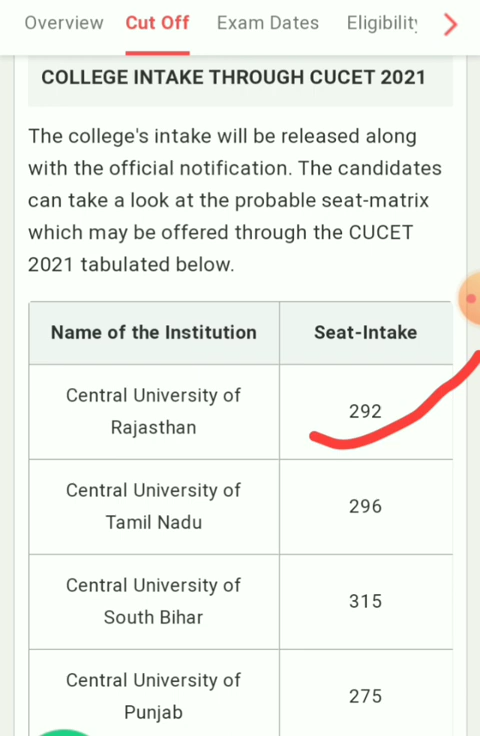 Overview Cut Off Exam Dates Eligibility
COLLEGE INTAKE THROUGH CUCET 2021
The college's intake will be released along
with the official notification. The candidates
can take a look at the probable seat-matrix
which may be offered through the CUCET
2021 tabulated below.
Name of the Institution Seat-Intake
Central University of
Rajasthan
292
Central University of
Tamil Nadu
296
Central University of
South Bihar
315
Central University of
Punjab
275